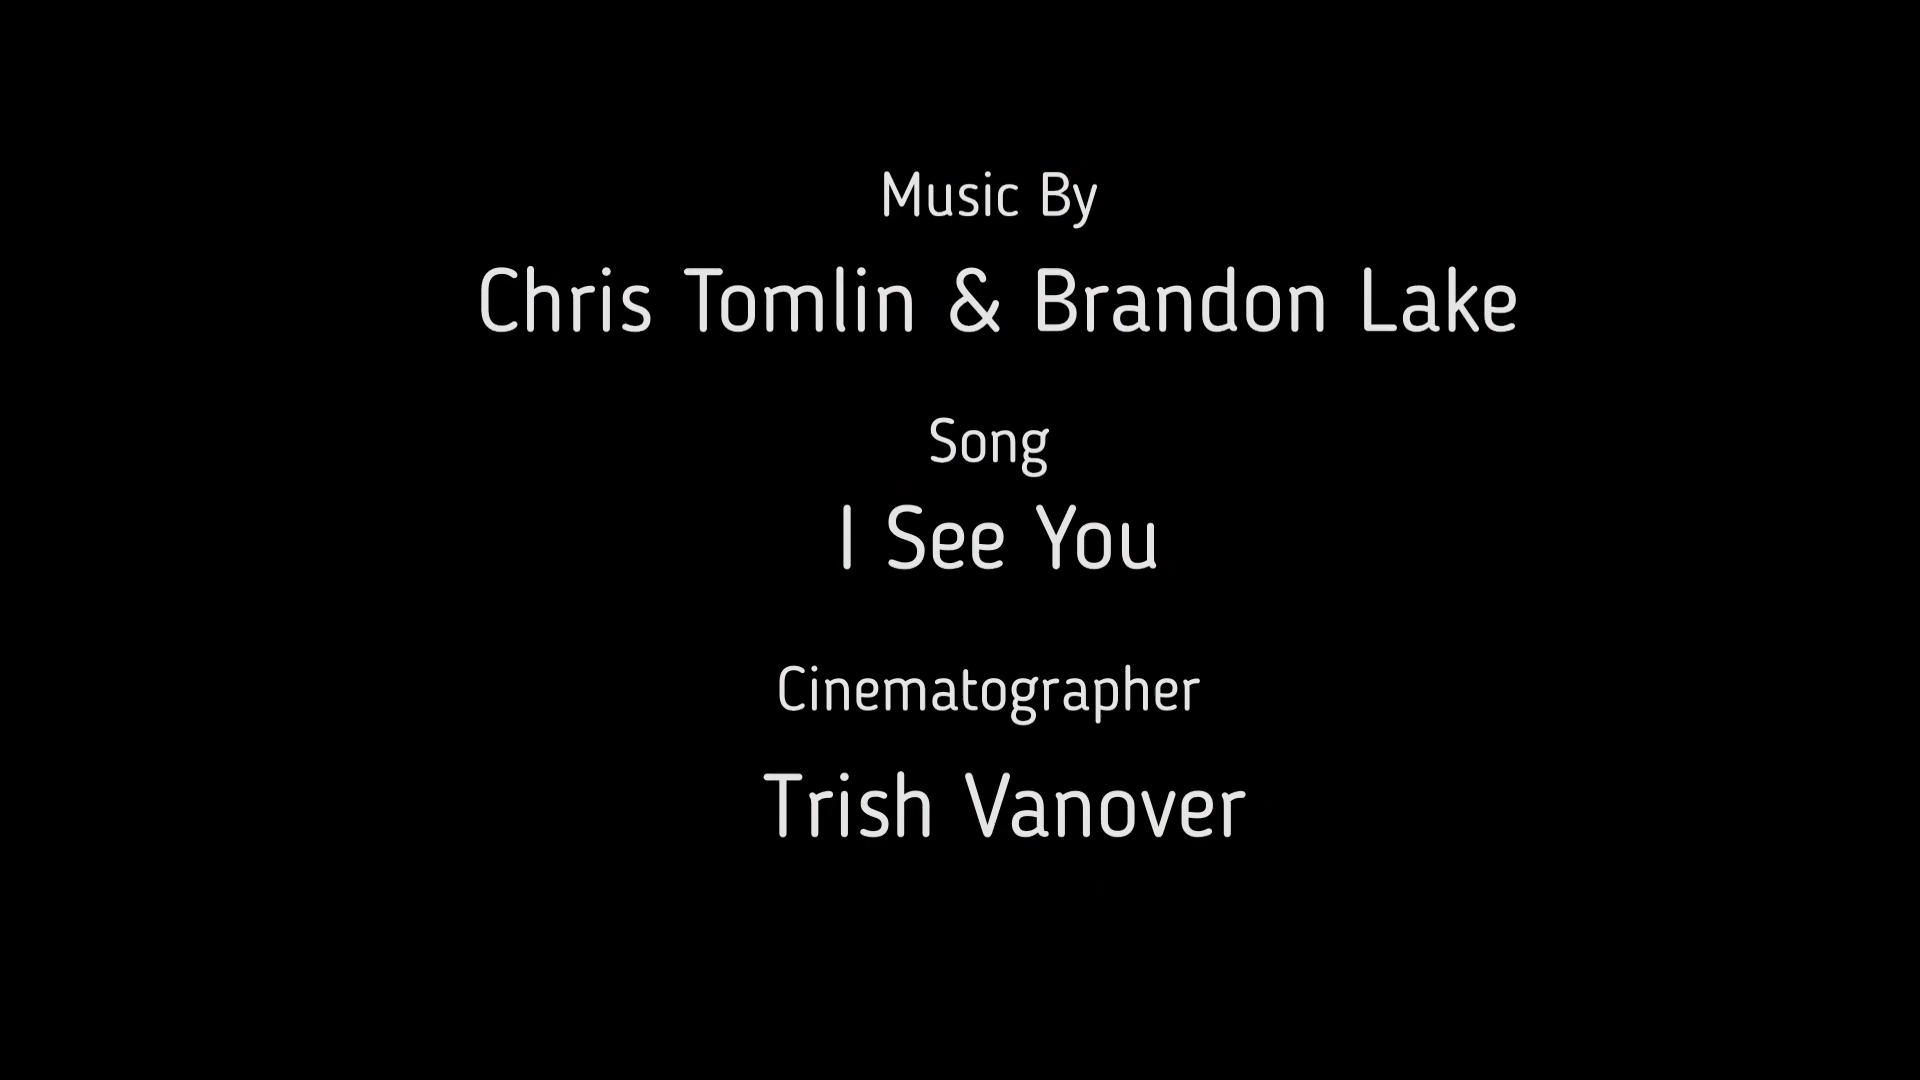 Music By
Chris Tomlin & Brandon Lake
Song
I See You
Cinematographer
Trish Vanover